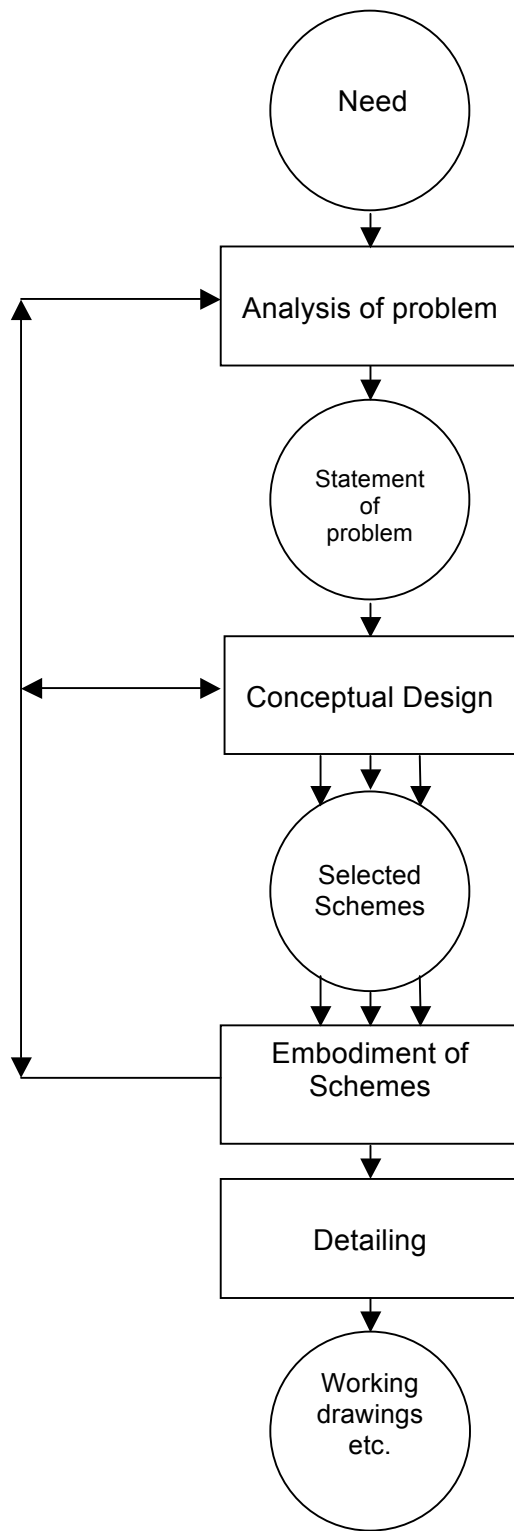 Need
Analysis of problem
Statement
of
problem
Conceptual Design
Selected
Schemes
Embodiment of
Schemes
Detailing
Working
drawings
etc.